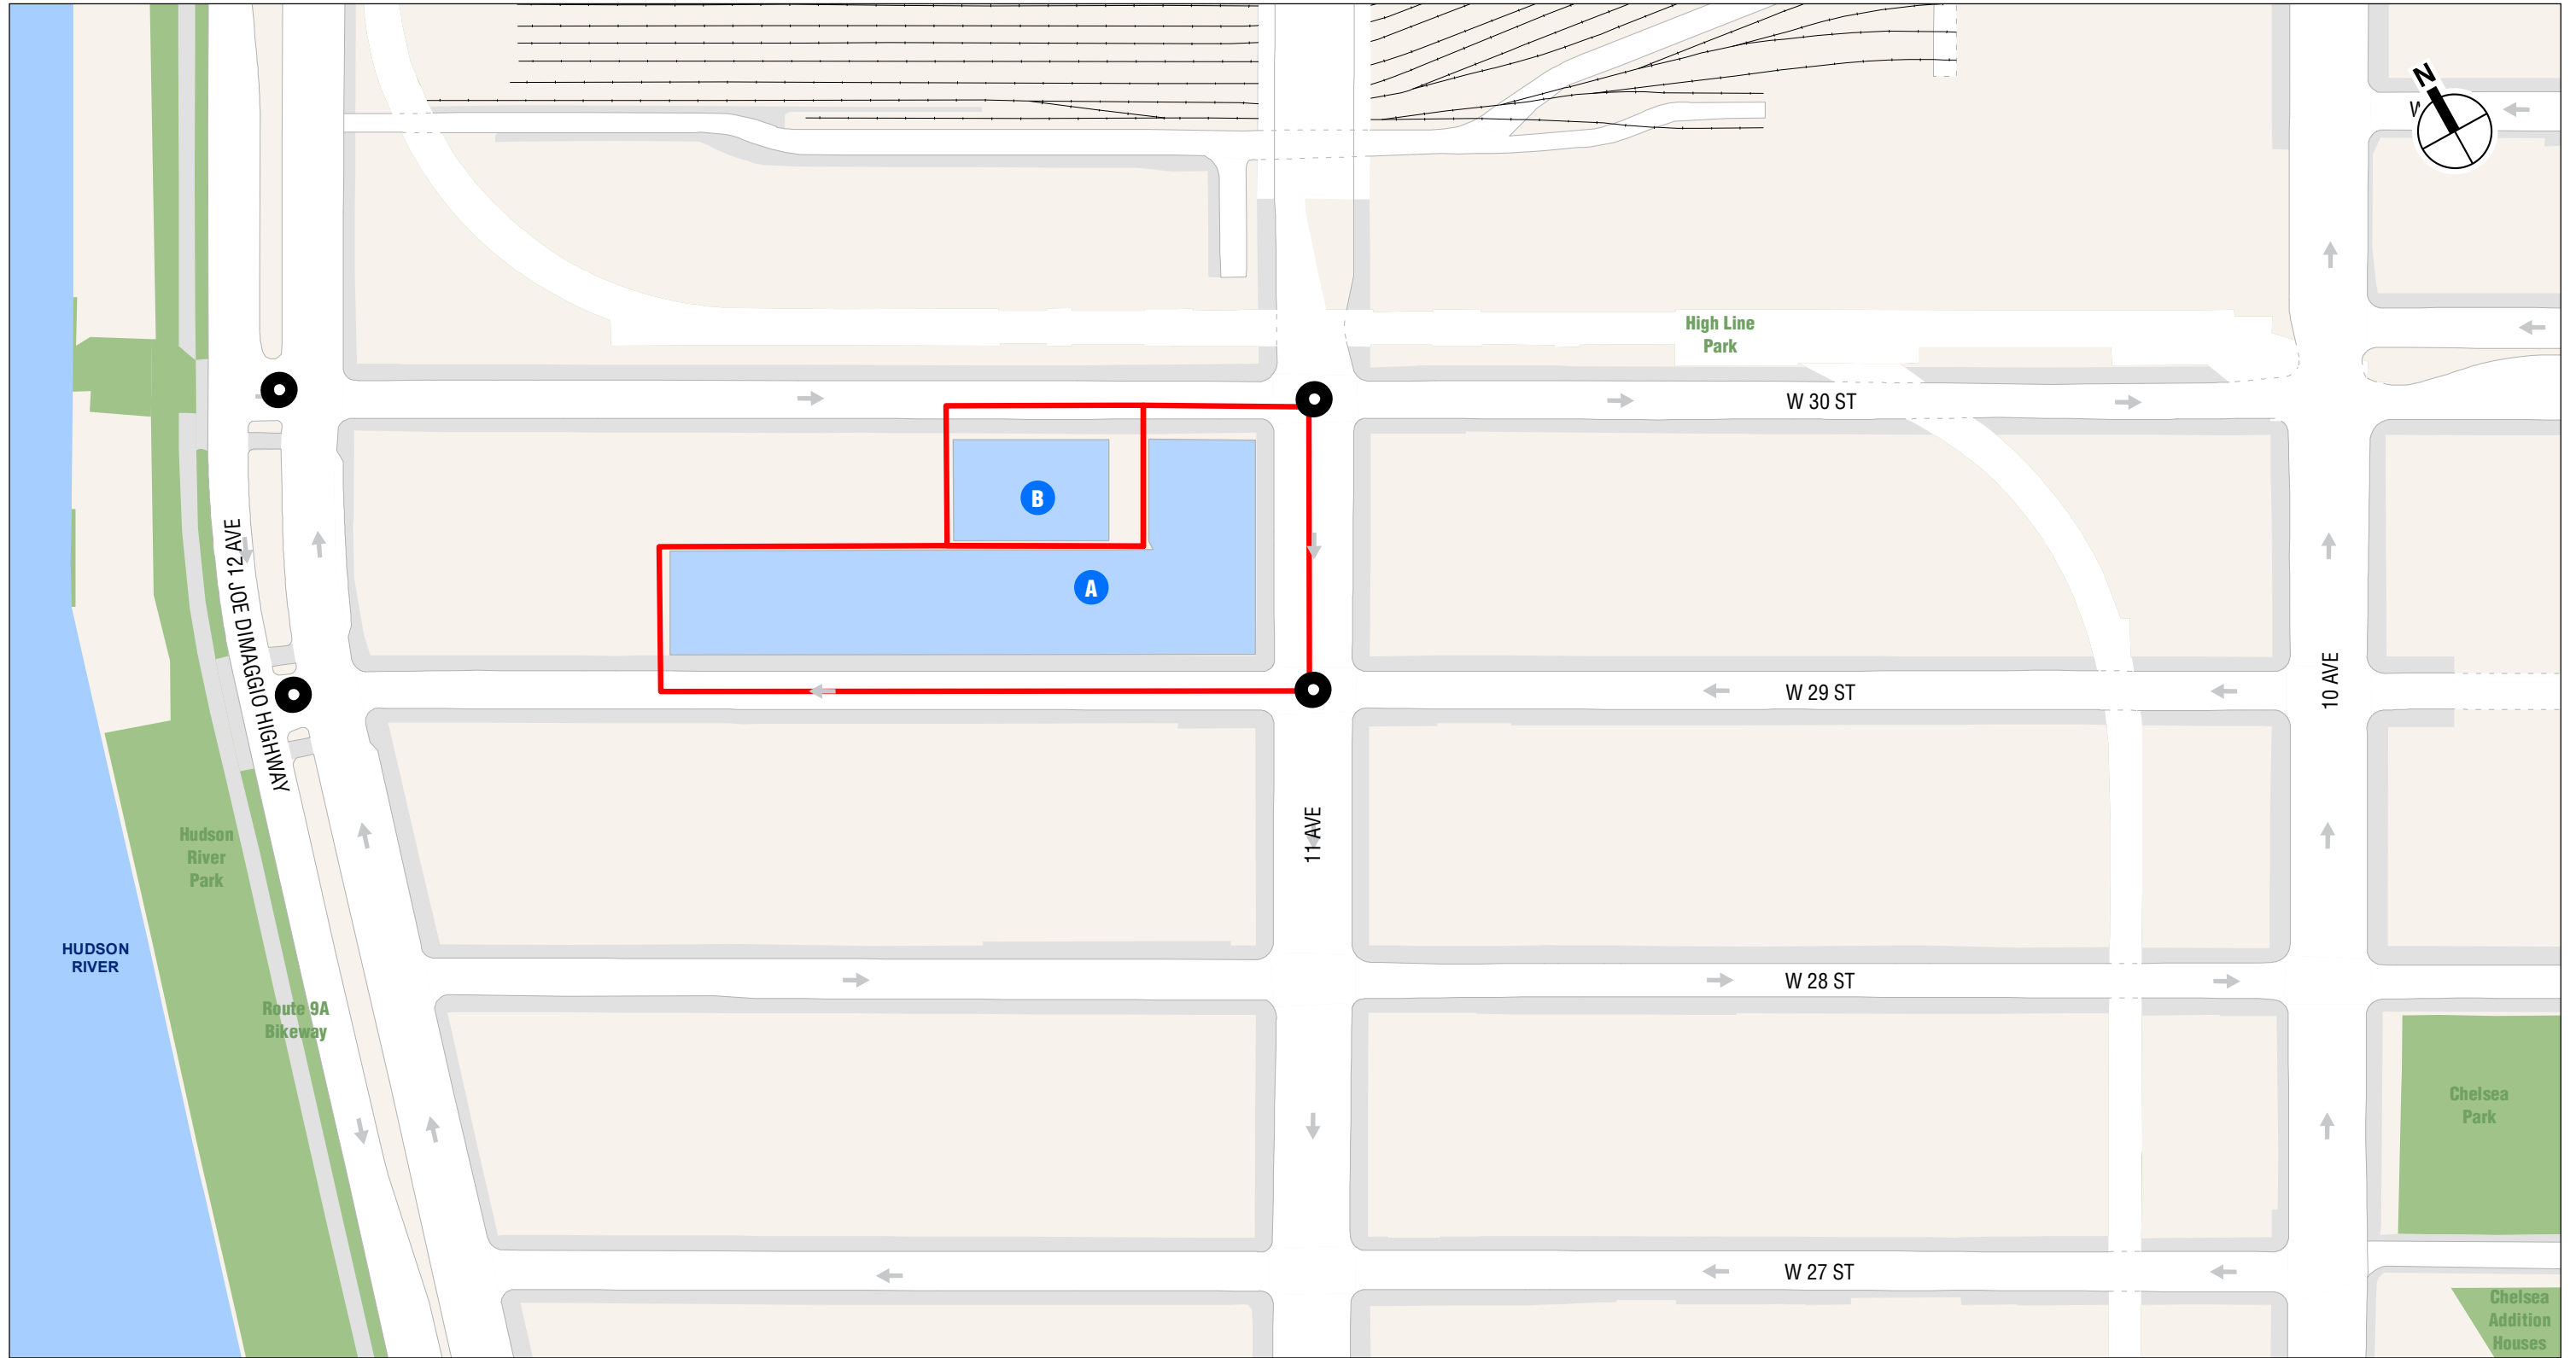 N
High Line
Park
W 30 ST
B
A
12 AVE
JOE DIMAGGIO HIGHWAY
W 29 ST
10 AVE
11 AVE
Hudson
River
Park
HUDSON
RIVER
W 28 ST
Route 9A
Bikeway
Chelsea
Park
W 27 ST
Chelsea
Addition
Houses